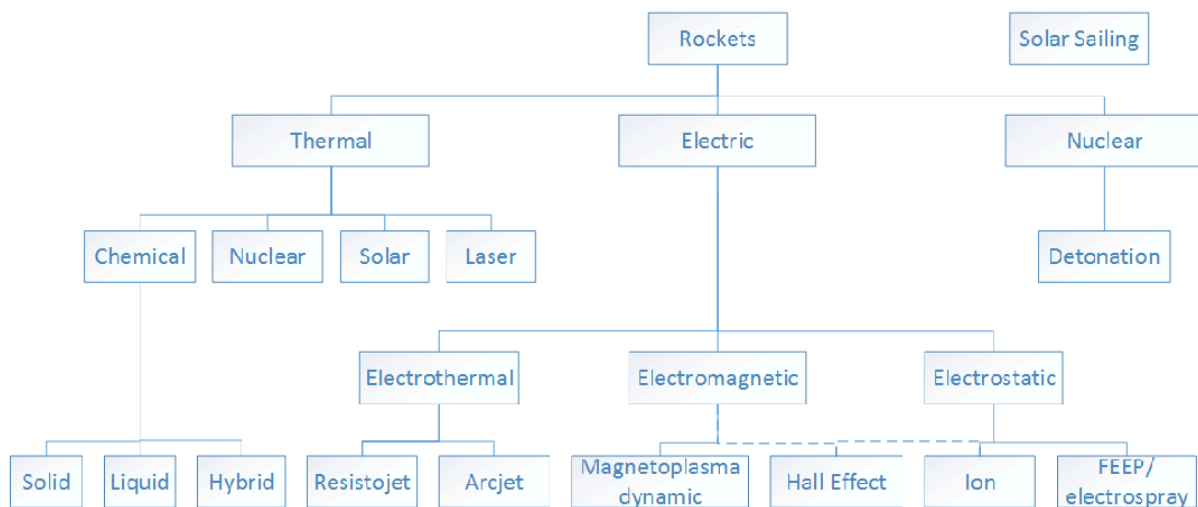 Rockets
Solar Sailing
Thermal
Electric
Nuclear
Chemical
Nuclear
Solar
Laser
Detonation
Electrothermal
Electromagnetic
Electrostatic
Solid
Liquid
Hybrid
Resistojet
Arcjet
Magnetoplasma
dynamic
Hall Effect
Ion
FEEP/
electrospray